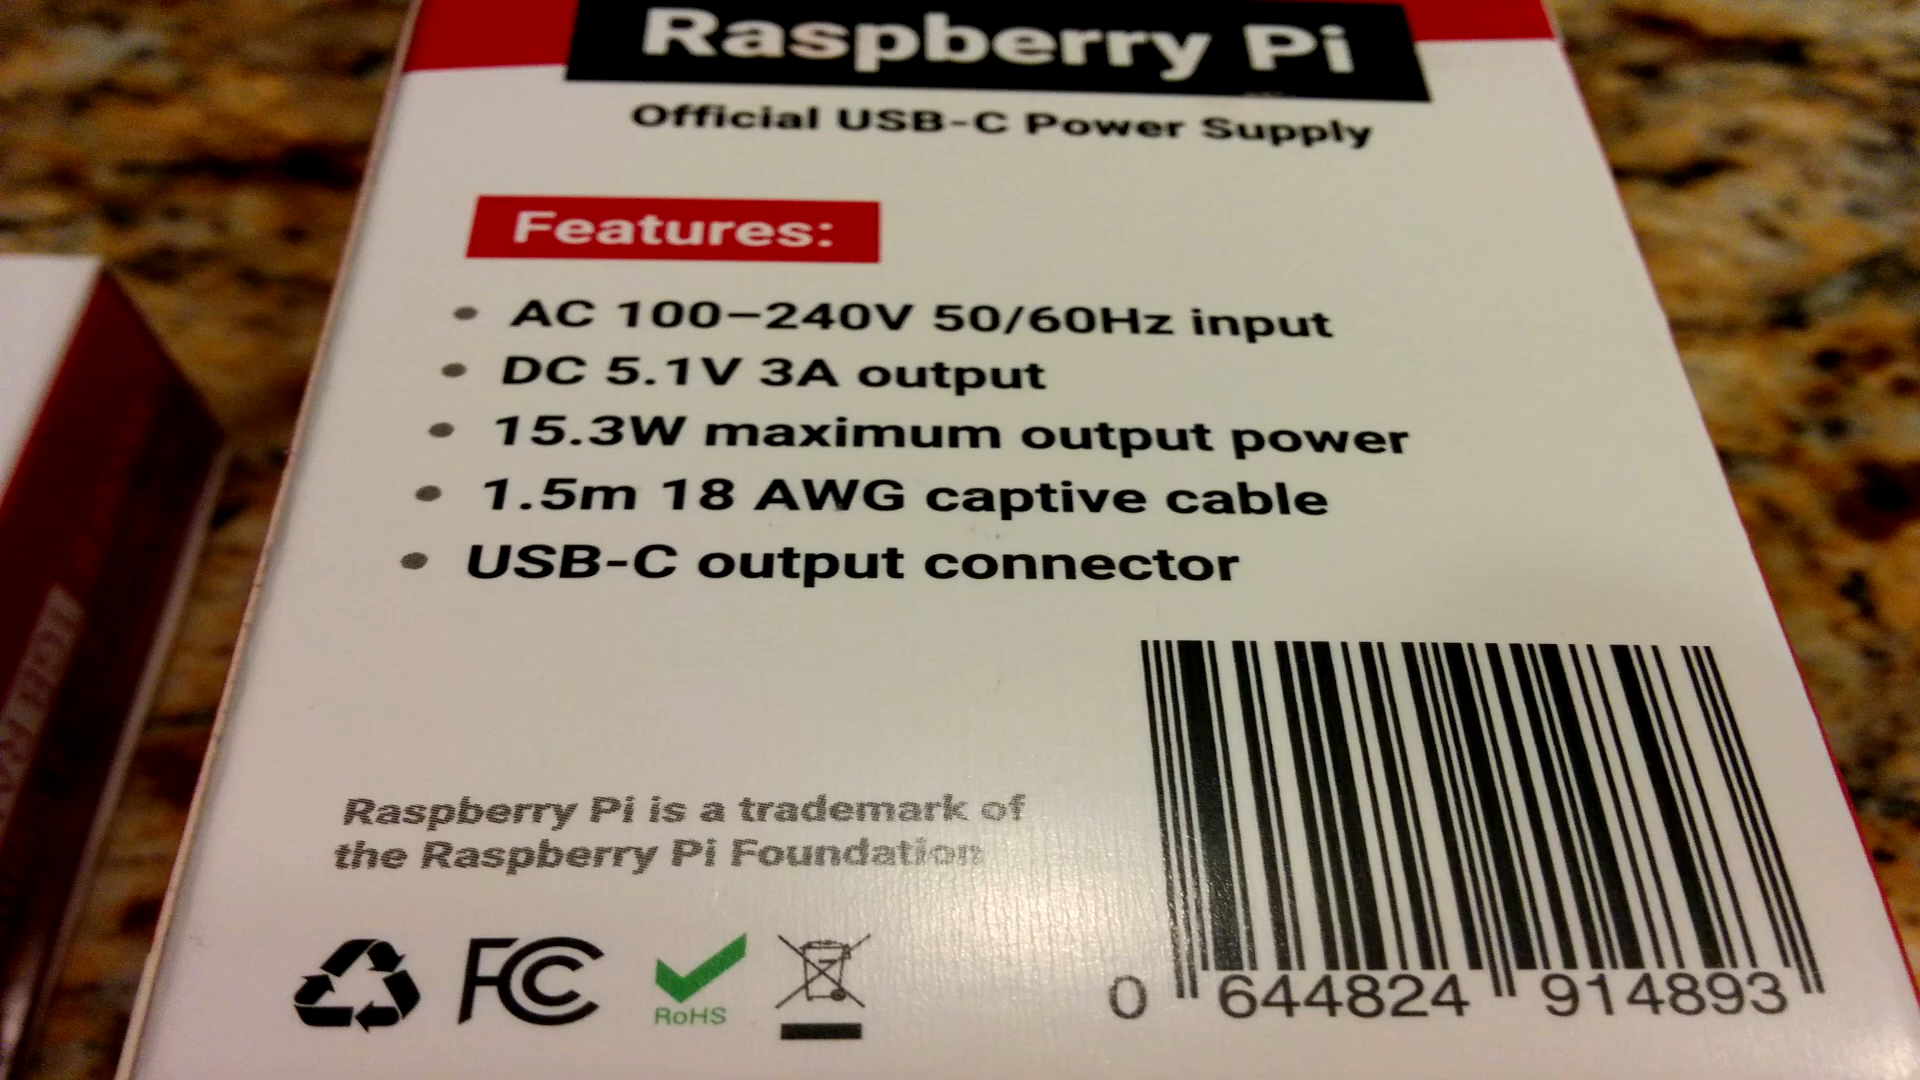 Raspberry Pi
Official USB-C Power Supply
Features:
• AC 100–240V 50/60Hz input
• DC 5.1V 3A output
• 15.3W maximum output power
• 1.5m 18 AWG captive cable
• USB-C output connector
Raspberry Pi is a trademark of
the Raspberry Pi Foundation
FC
RoHS
0 644824 914893